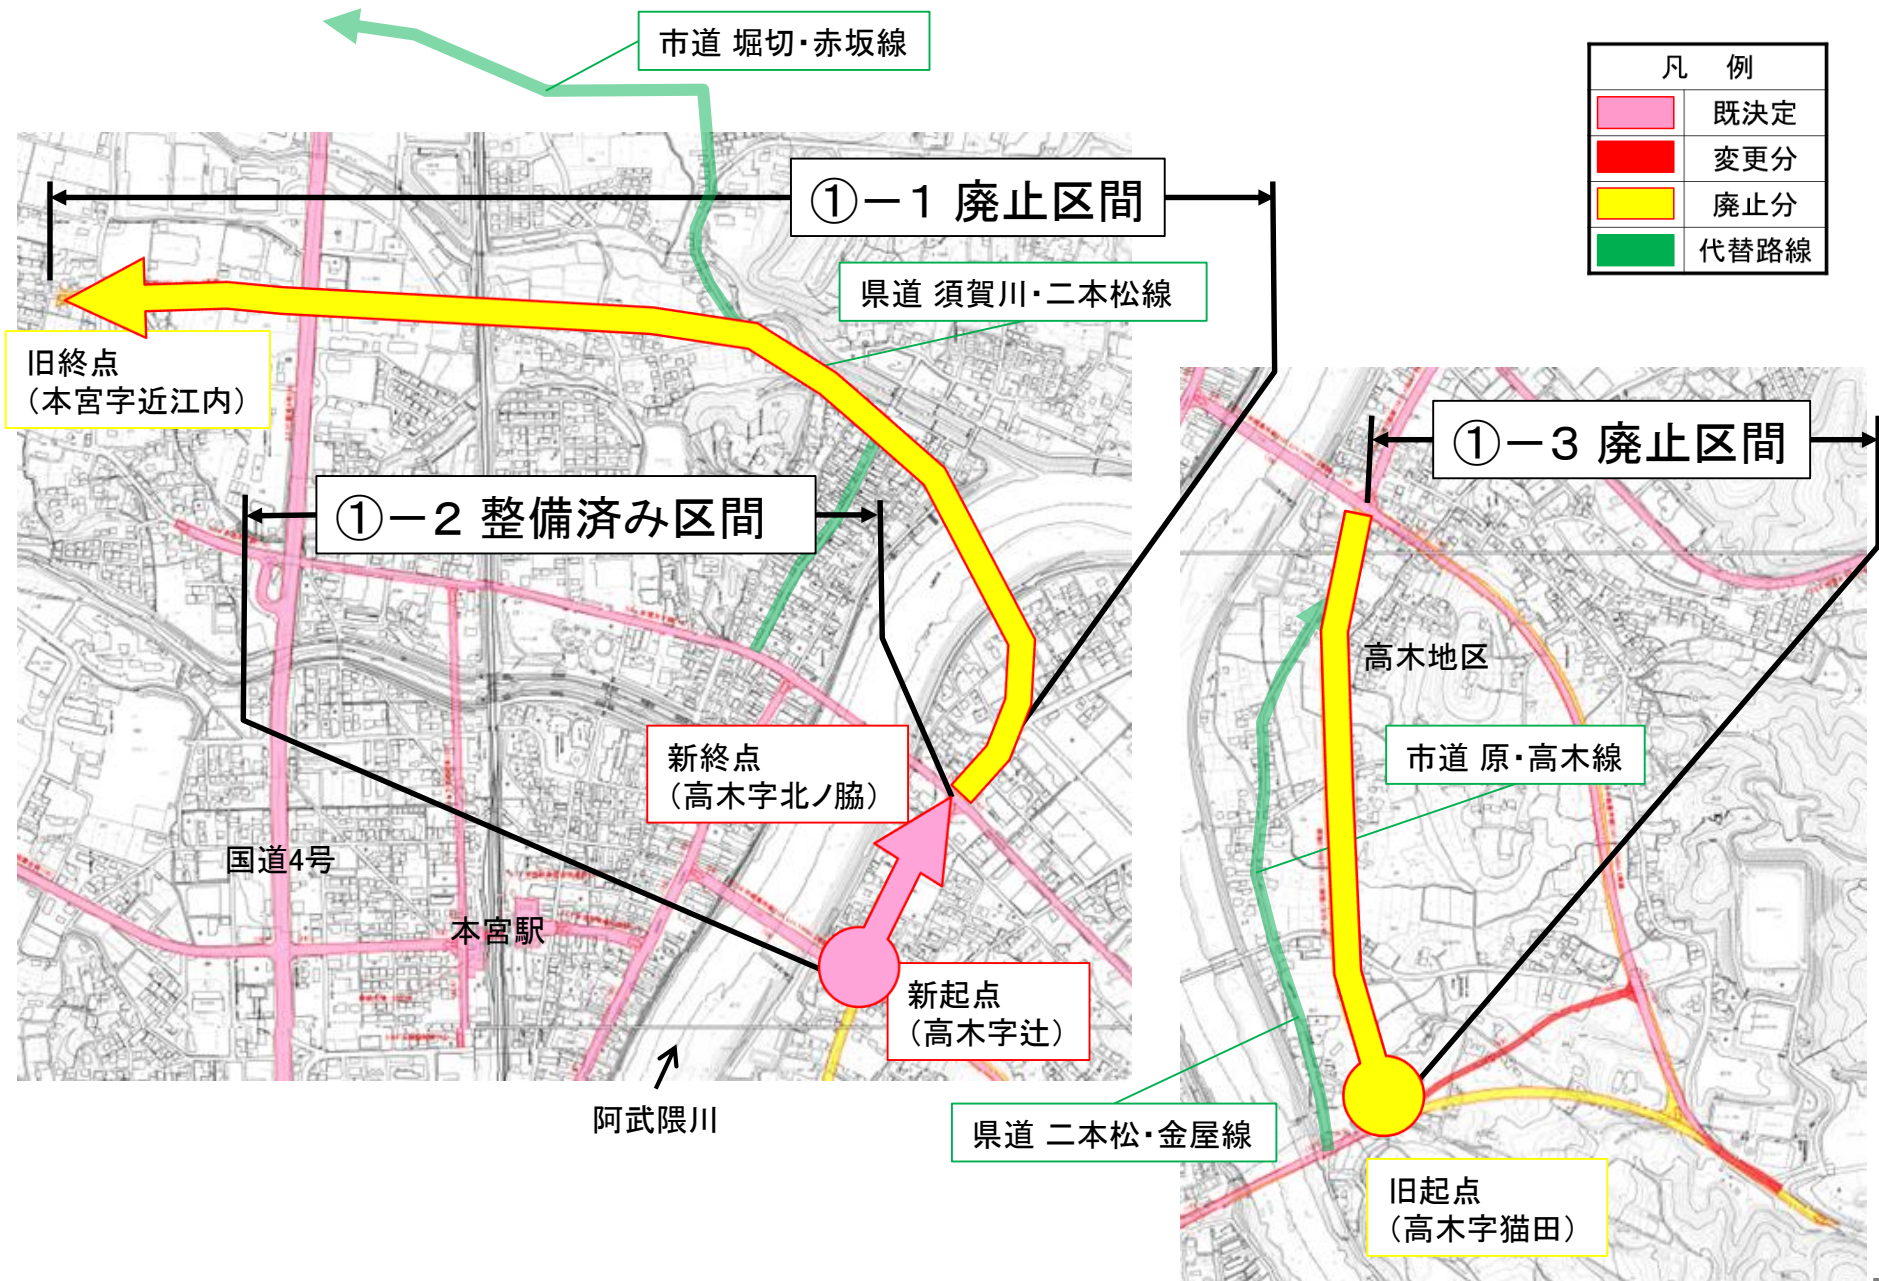 市道 堀切・赤坂線
凡 例
既決定
変更分
廃止分
代替路線
①－1 廃止区間
県道 須賀川・二本松線
旧終点
（本宮字近江内）
①－2 整備済み区間
①－3 廃止区間
高木地区
新終点
（高木字北ノ脇）
市道 原・高木線
国道4号
本宮駅
新起点
（高木字辻）
阿武隈川
県道 二本松・金屋線
旧起点
（高木字猫田）